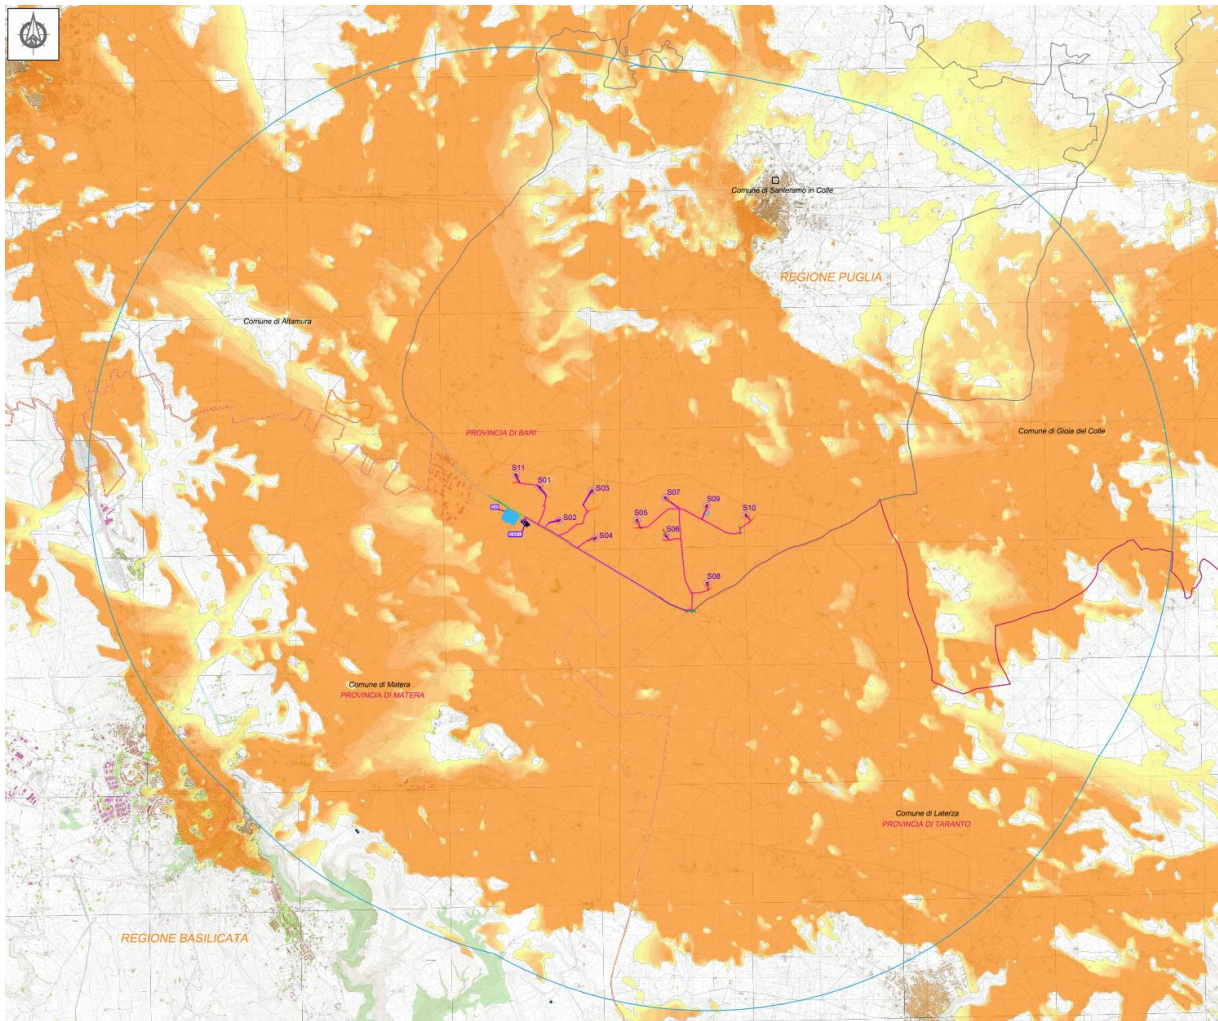 Comune di Santeramo in Colle
REGIONE PUGLIA
Comune di Altamura
Comune di Gioia del Colle
PROVINCIA DI BARI
S11
S01
S03
S07
S09
S10
S05
S02
S06
S04
S08
Comune di Matera
PROVINCIA DI MATERA
Comune di Laterza
PROVINCIA DI TARANTO
REGIONE BASILICATA